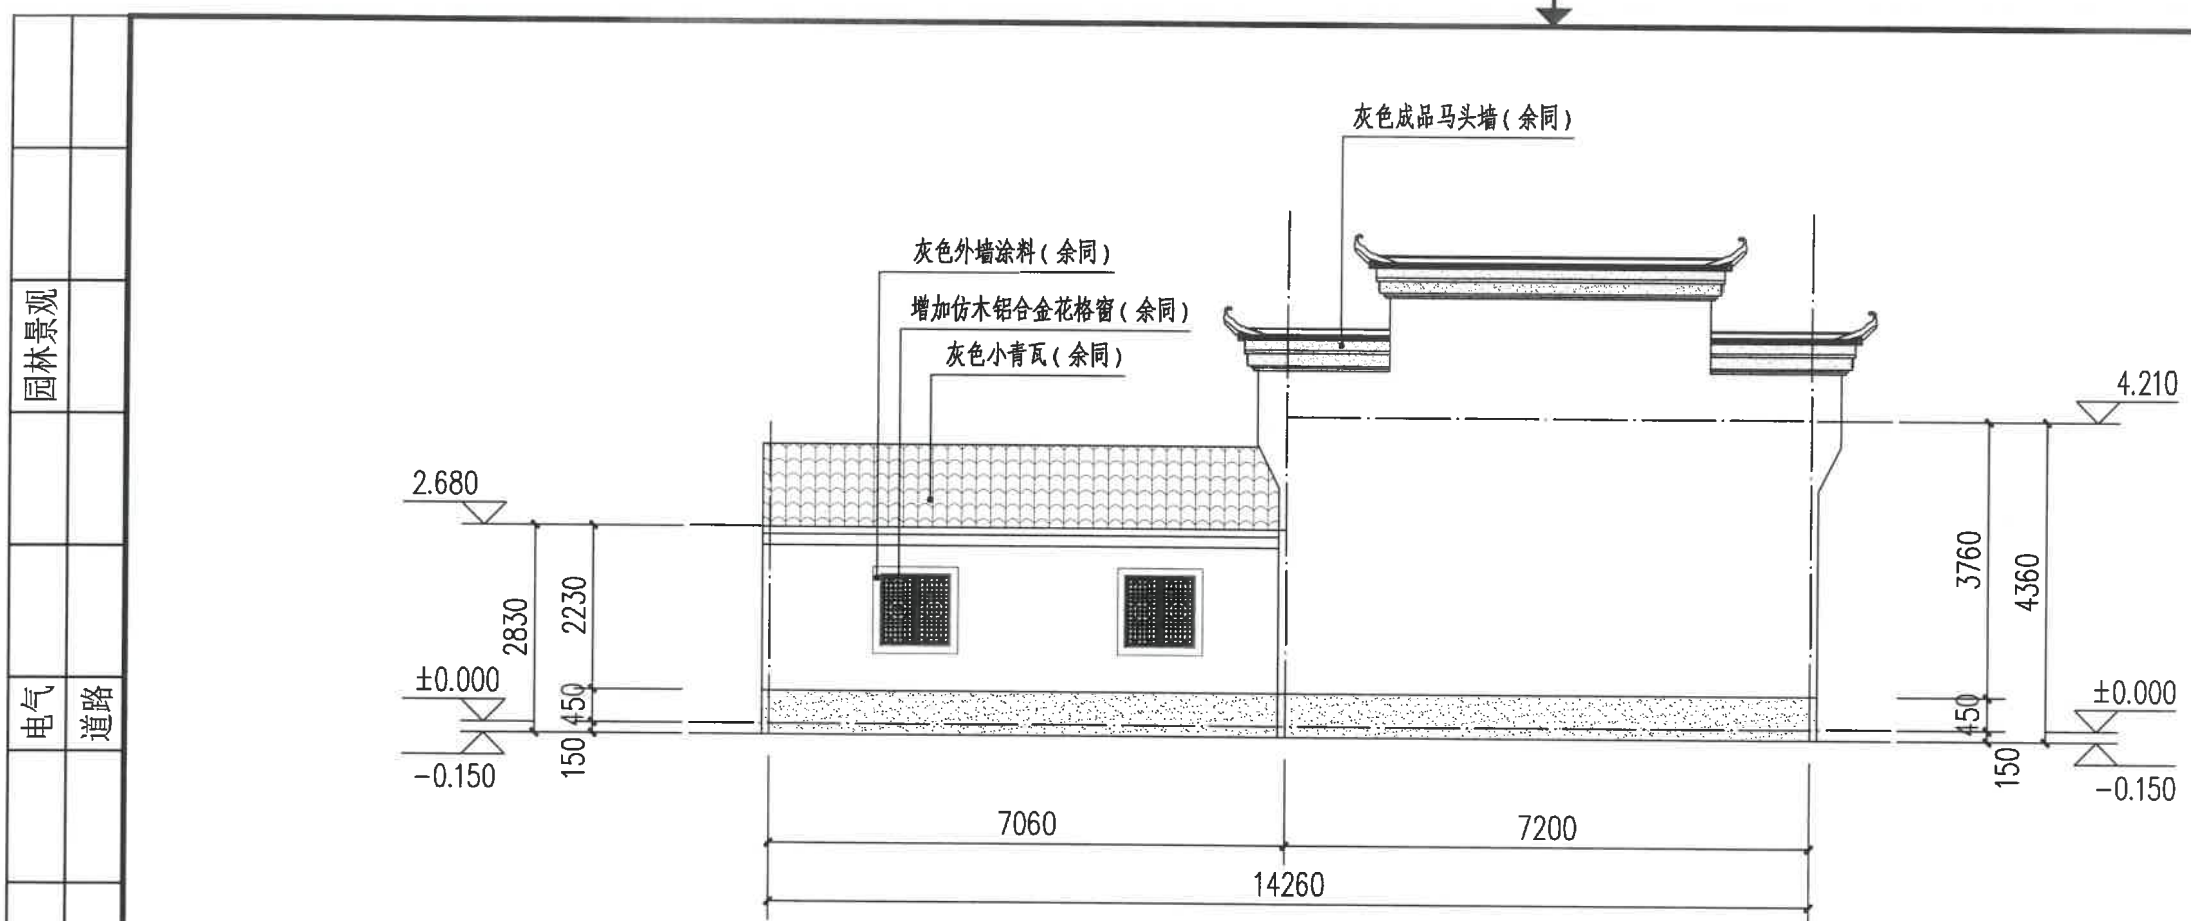 灰色成品马头墙(余同)
灰色外墙涂料(余同)
增加仿木铝合金花格窗(余同)
灰色小青瓦(余同)
园林景观
电气
道路
2.680
±0.000
-0.150
2830
2230
450
150
4.210
3760
4360
450
150
±0.000
-0.150
7060
7200
14260